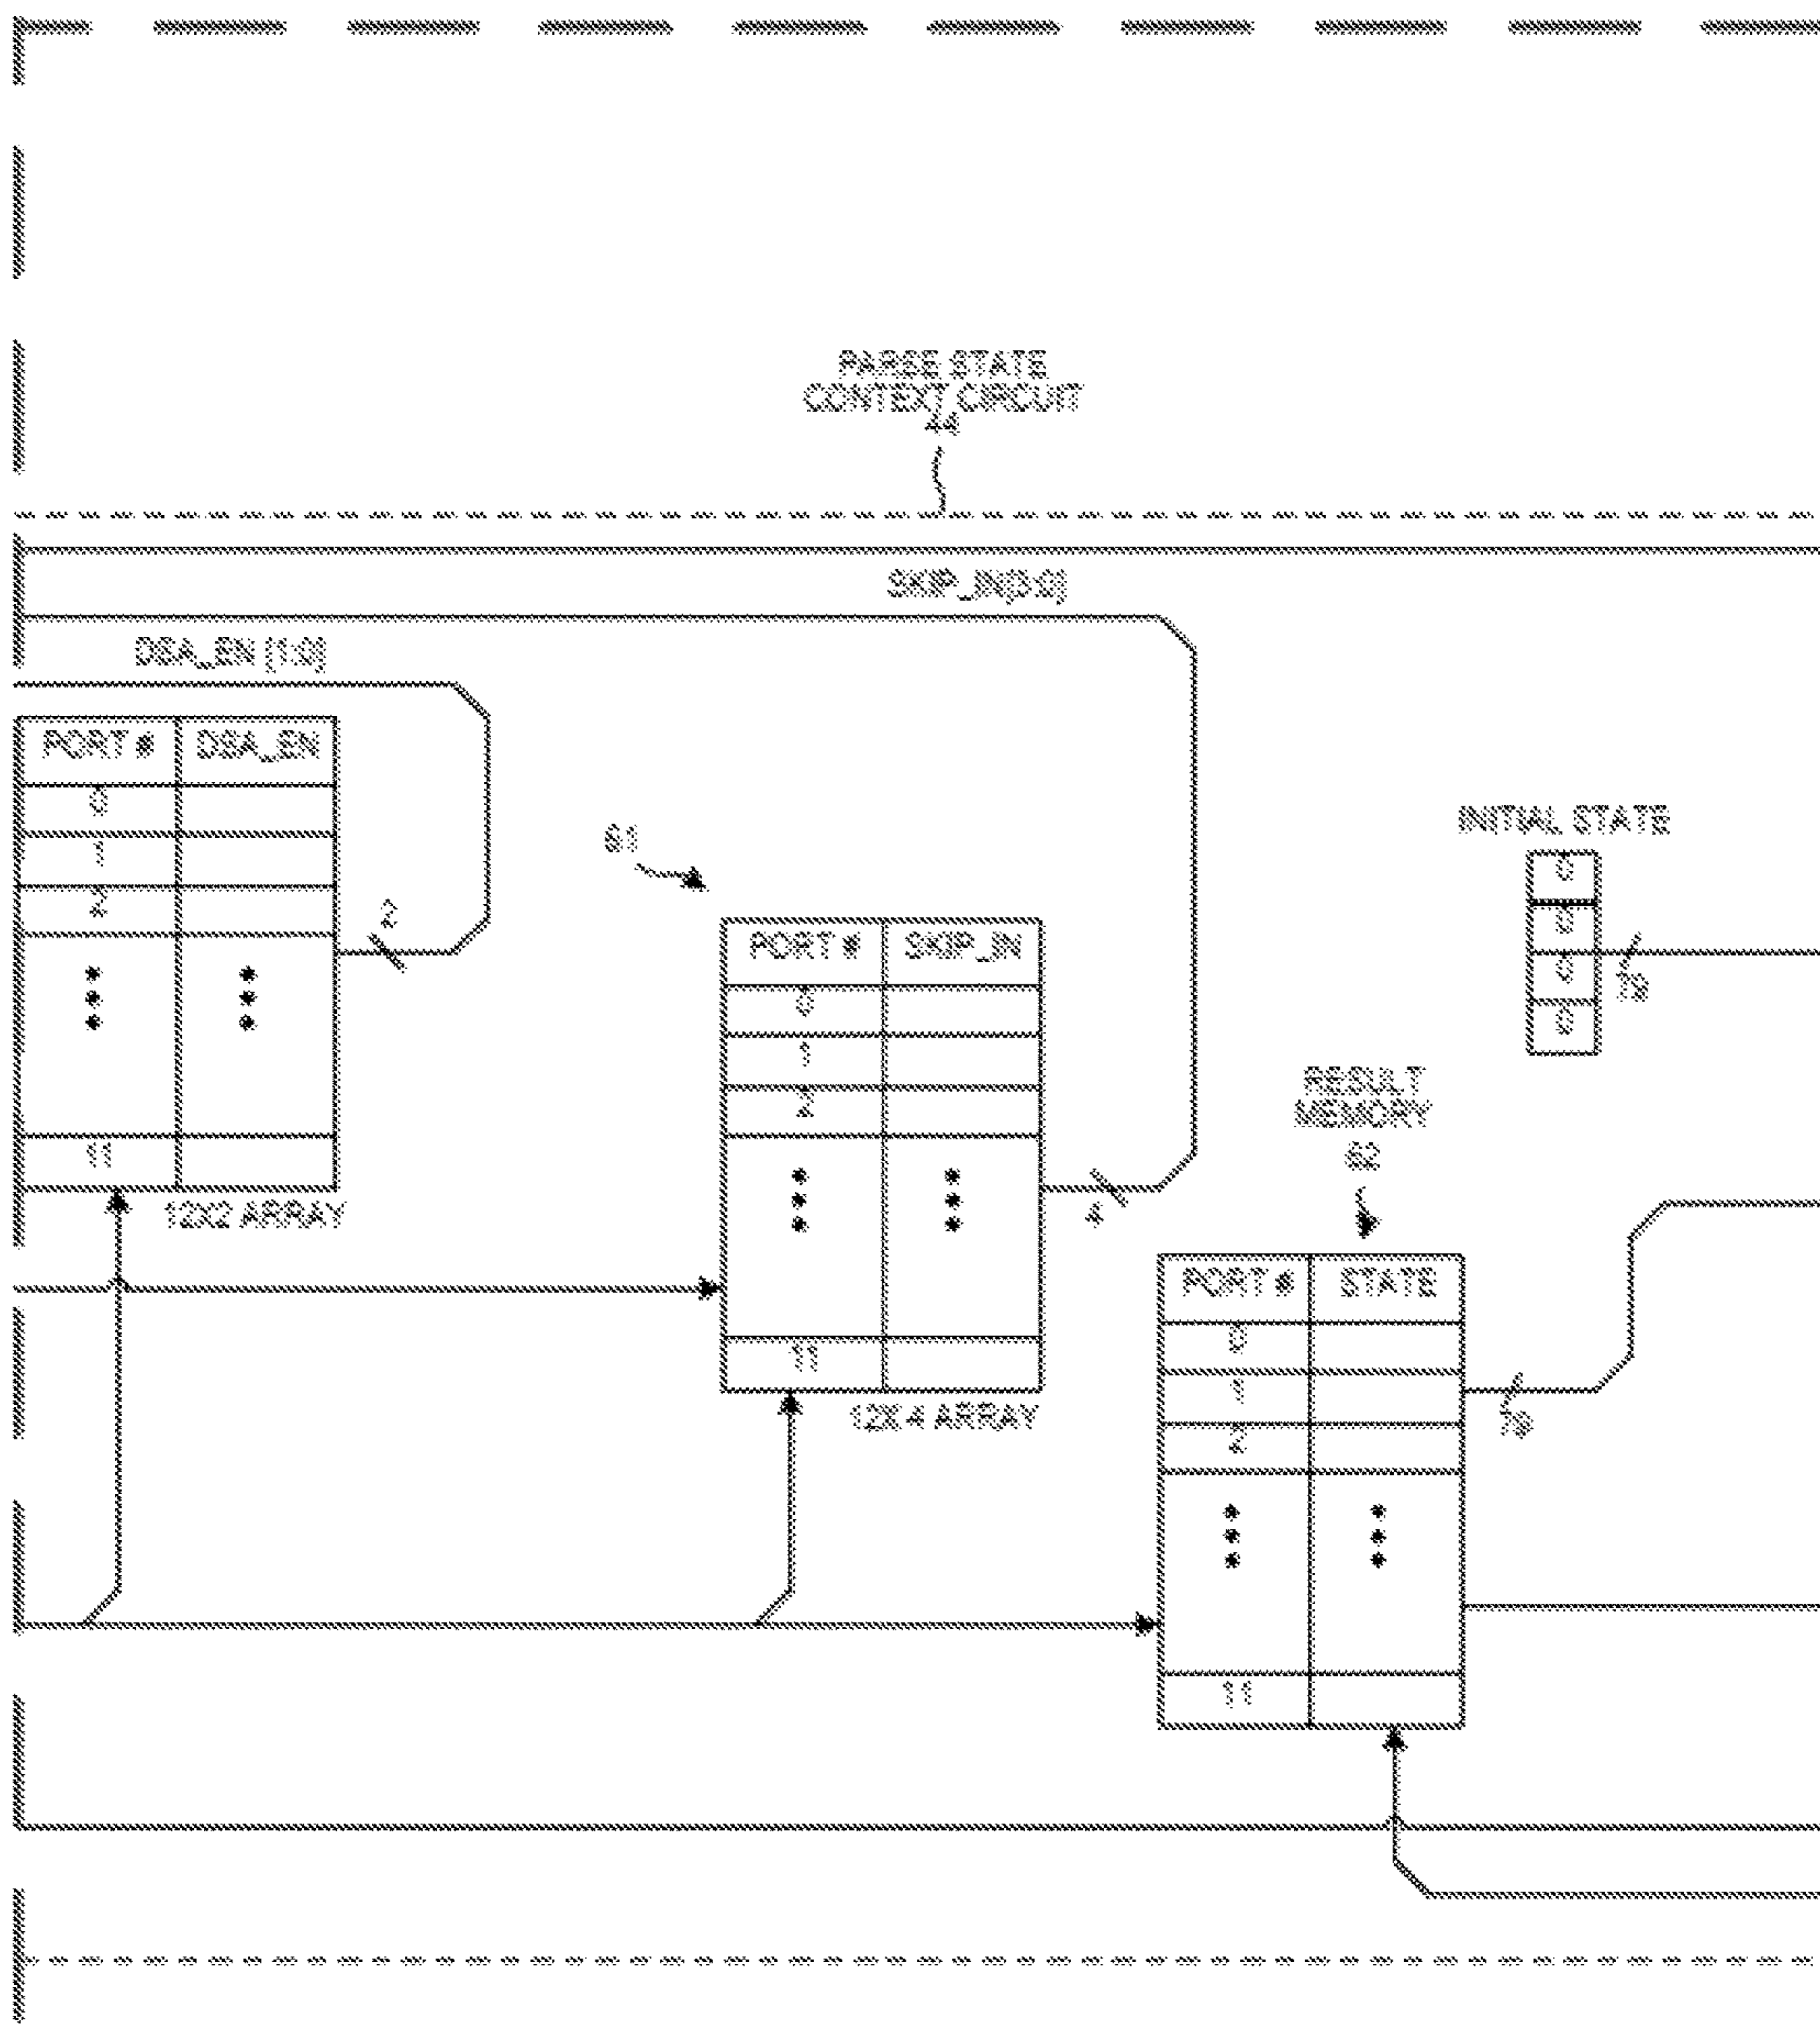 PARSE STATE
CONTEXT CIRCUIT
44
SKIP_IN[3:0]
DSA_EN [1:0]
PORT # DSA_EN
0
1
2
11
2
12X2 ARRAY
61
PORT # SKIP_IN
0
1
2
11
4
12X 4 ARRAY
INITIAL STATE
0
0
0
0
79
RESULT
MEMORY
62
PORT # STATE
0
1
2
11
79